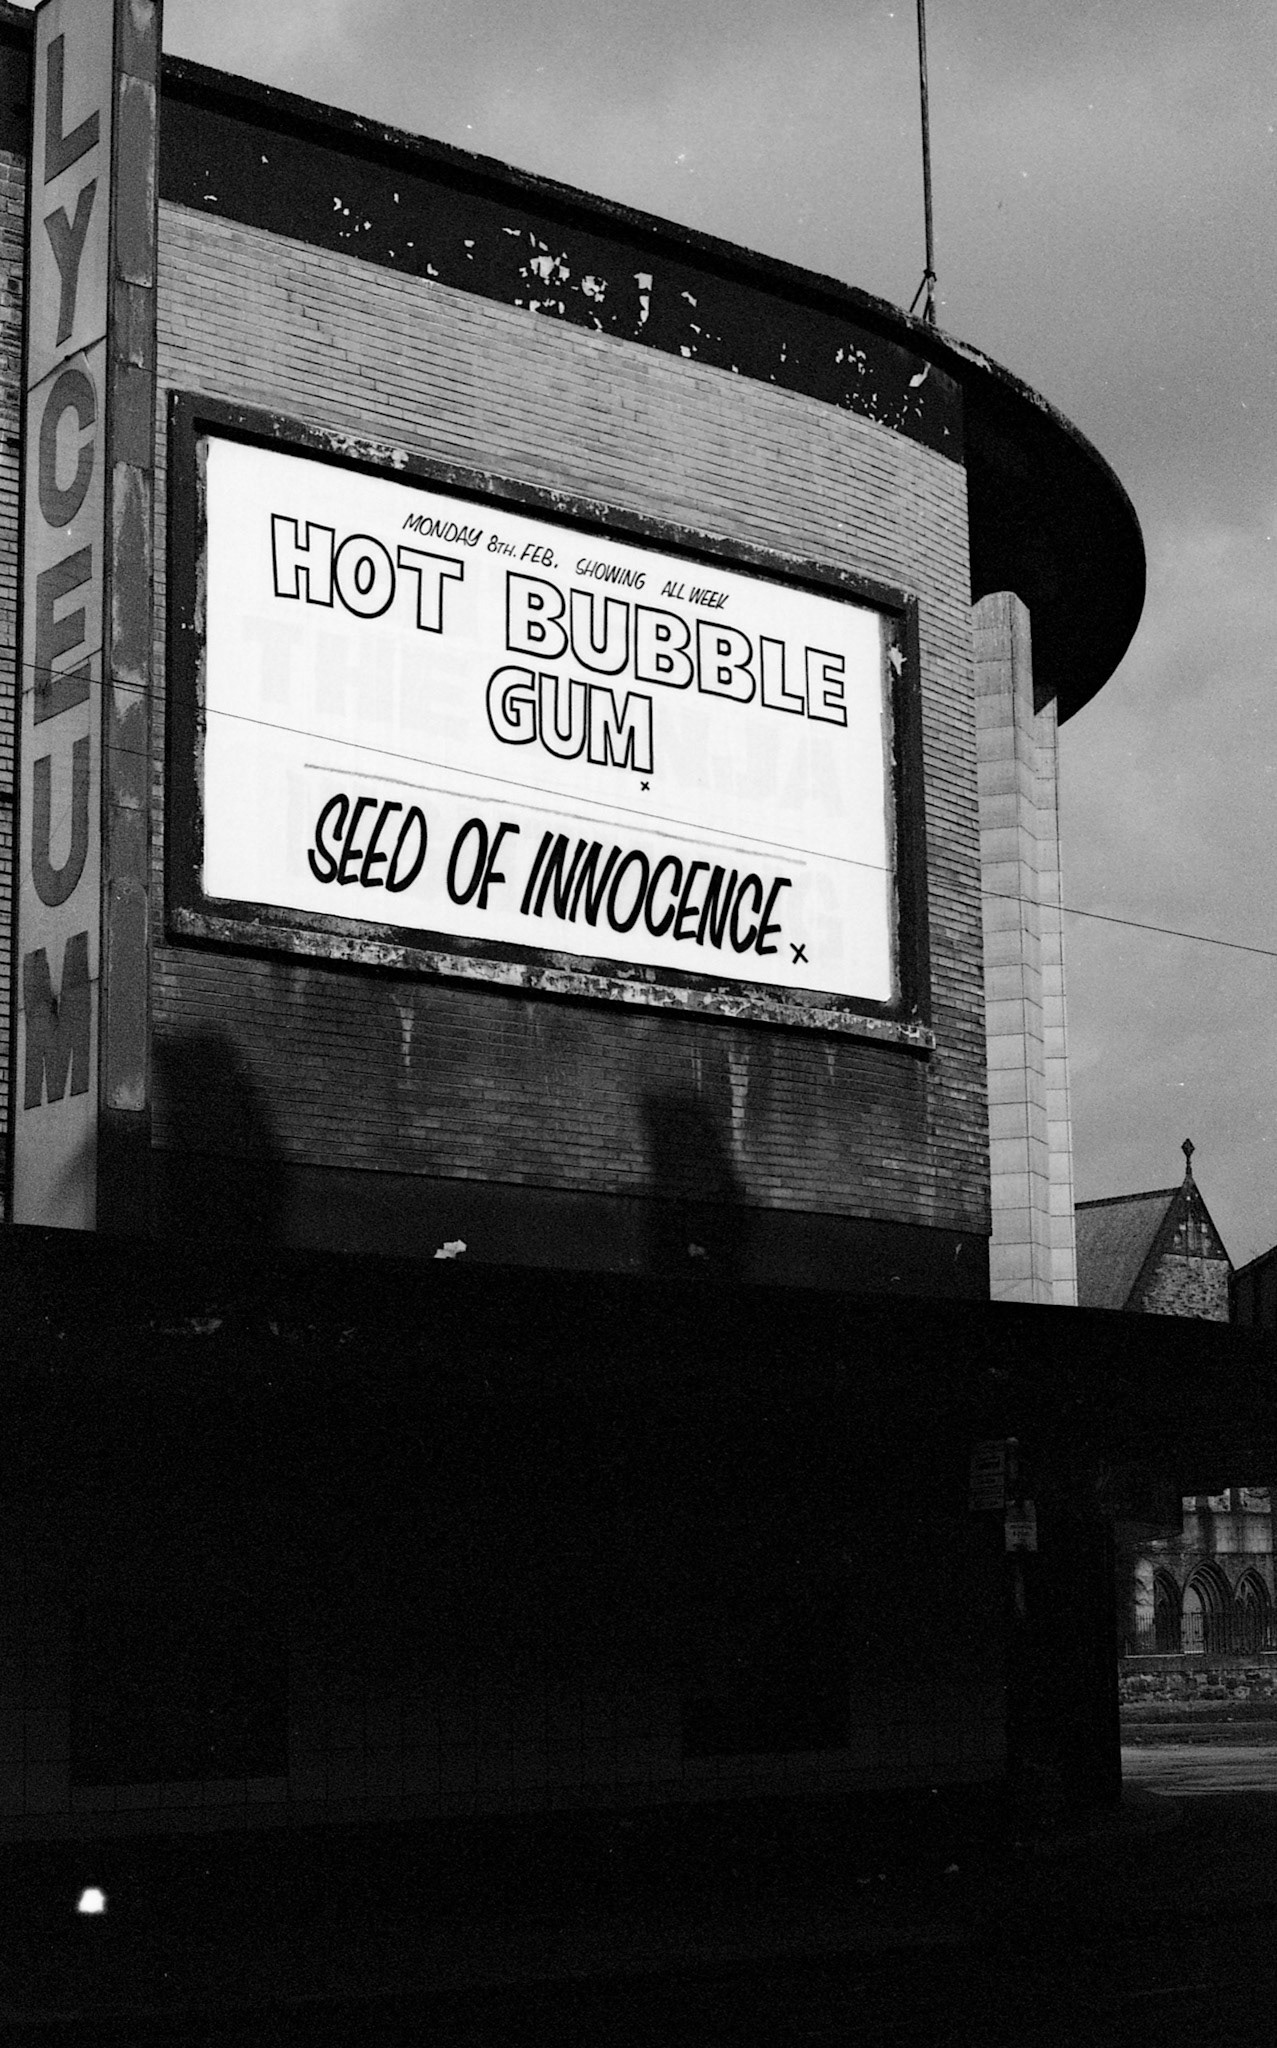 LYCEUM
MONDAY 8TH. FEB. SHOWING ALL WEEK
HOT BUBBLE
GUM
x
SEED OF INNOCENCE x